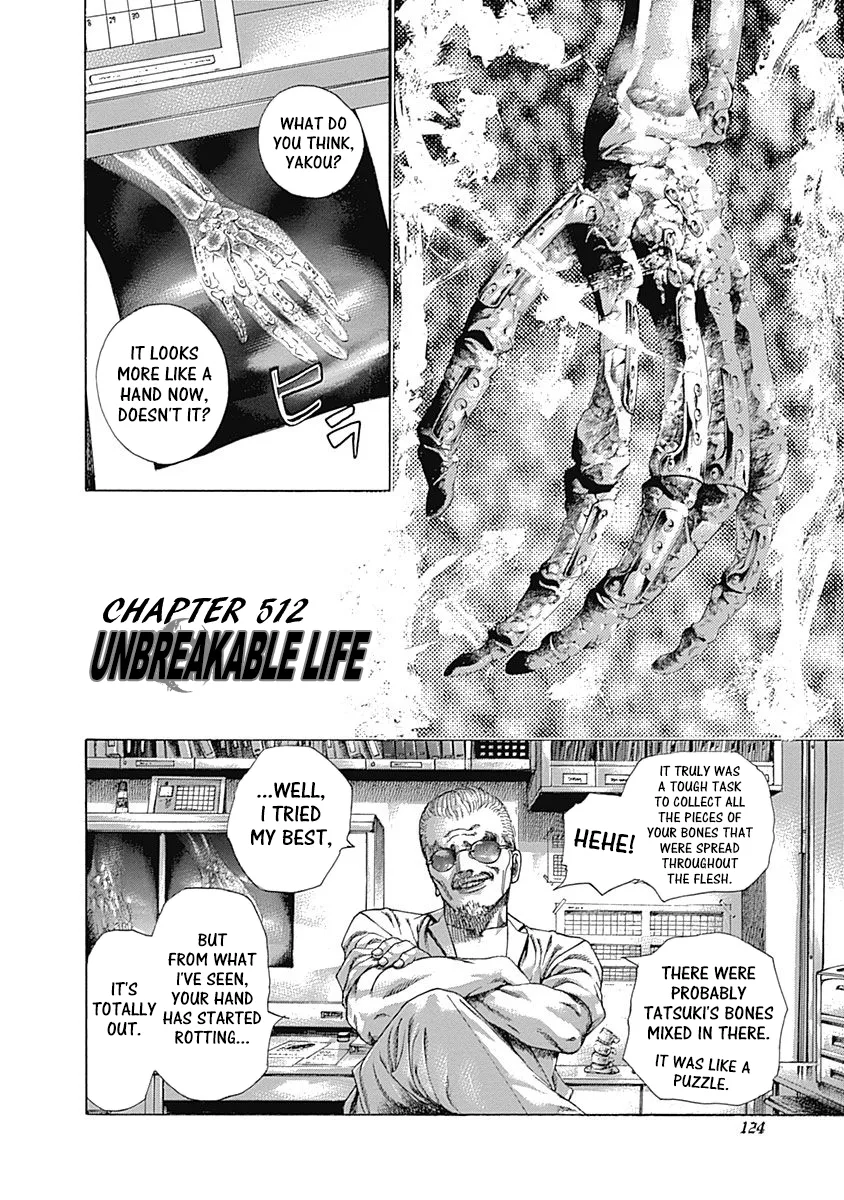 WHAT DO
YOU THINK,
YAKOU?
IT LOOKS
MORE LIKE A
HAND NOW,
DOESN'T IT?
ヒ
ラ
CHAPTER 512
UNBREAKABLE LIFE
IT TRULY WAS
A TOUGH TASK
TO COLLECT ALL
THE PIECES OF
YOUR BONES THAT
WERE SPREAD
THROUGHOUT
THE FLESH.
HEHE!
THERE WERE
PROBABLY
TATSUKI'S BONES
MIXED IN THERE.
IT WAS LIKE A
PUZZLE.
...WELL,
I TRIED
MY BEST,
BUT
FROM WHAT
I'VE SEEN,
YOUR HAND
HAS STARTED
ROTTING...
IT'S
TOTALLY
OUT.
124